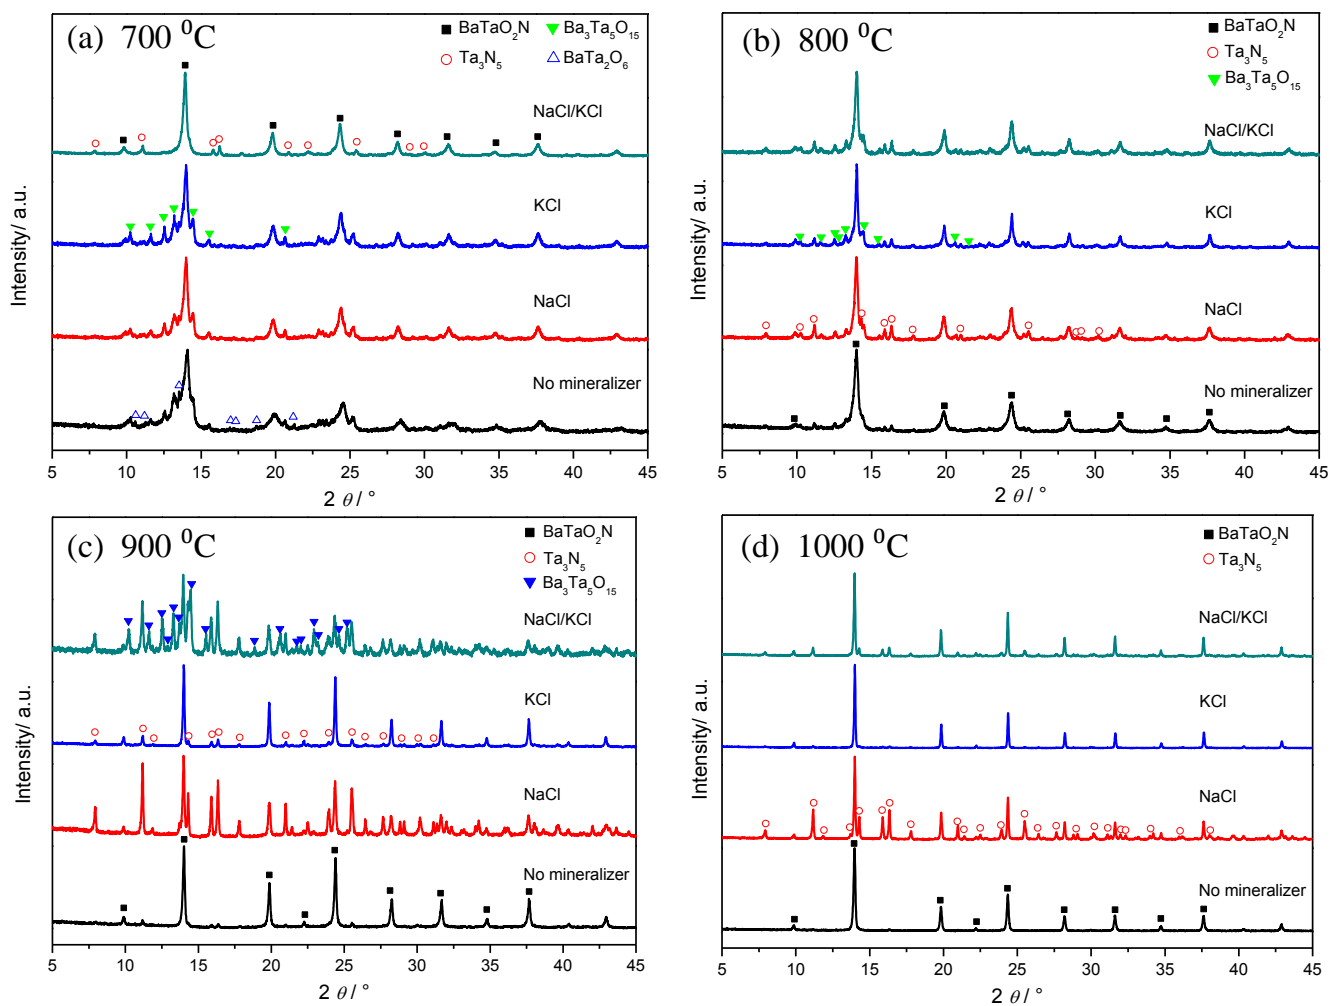 (a) 700 ⁰C
■ BaTaO₂N ▼ Ba₃Ta₅O₁₅
○ Ta₃N₅ △ BaTa₂O₆
NaCl/KCl
KCl
NaCl
No mineralizer
Intensity/ a.u.
5 10 15 20 25 30 35 40 45
2 θ / °
(b) 800 ⁰C
■ BaTaO₂N
○ Ta₃N₅
▼ Ba₃Ta₅O₁₅
NaCl/KCl
KCl
NaCl
No mineralizer
Intensity/ a.u.
5 10 15 20 25 30 35 40 45
2 θ / °
(c) 900 ⁰C
■ BaTaO₂N
○ Ta₃N₅
▼ Ba₃Ta₅O₁₅
NaCl/KCl
KCl
NaCl
No mineralizer
Intensity/ a.u.
5 10 15 20 25 30 35 40 45
2 θ / °
(d) 1000 ⁰C
■ BaTaO₂N
○ Ta₃N₅
NaCl/KCl
KCl
NaCl
No mineralizer
Intensity/ a.u.
5 10 15 20 25 30 35 40 45
2 θ / °